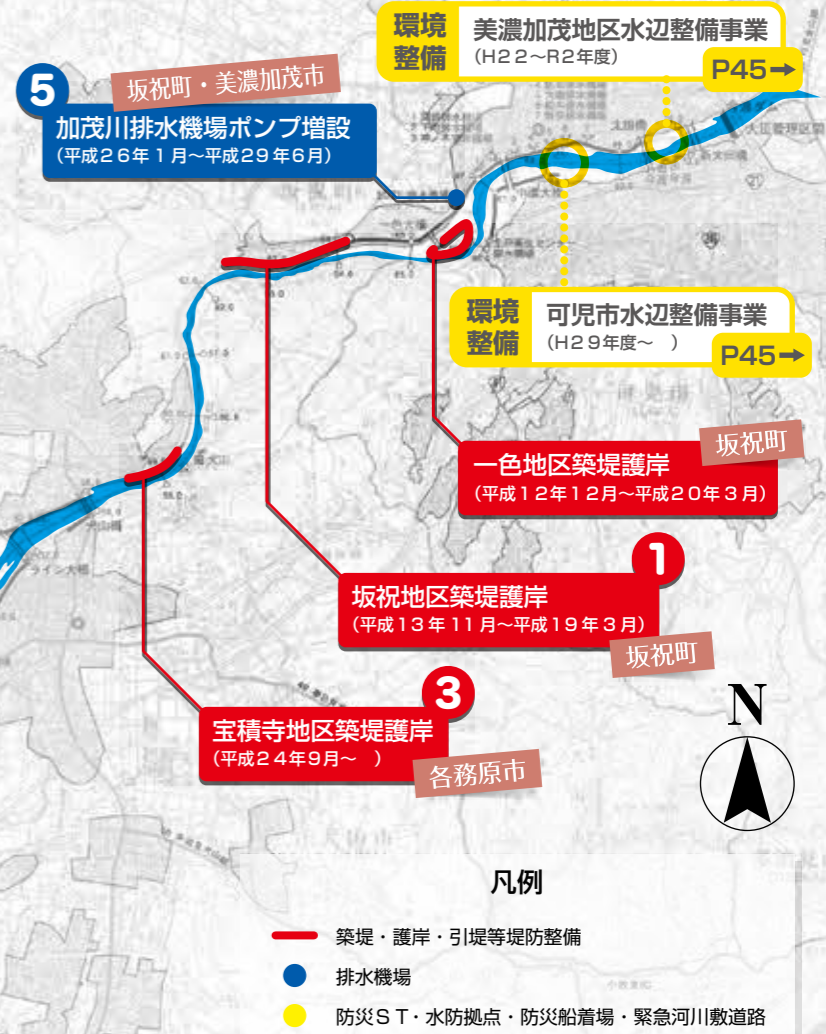 環境
整備
美濃加茂地区水辺整備事業
(H22〜R2年度)
P45→
5
坂祝町・美濃加茂市
加茂川排水機場ポンプ増設
(平成26年1月〜平成29年6月)
環境
整備
可児市水辺整備事業
(H29年度〜　)
P45→
坂祝町
一色地区築堤護岸
(平成12年12月〜平成20年3月)
1
坂祝地区築堤護岸
(平成13年11月〜平成19年3月)
坂祝町
3
宝積寺地区築堤護岸
(平成24年9月〜　)
各務原市
ライン大橋
N
凡例
築堤・護岸・引堤等堤防整備
排水機場
防災ST・水防拠点・防災船着場・緊急河川敷道路